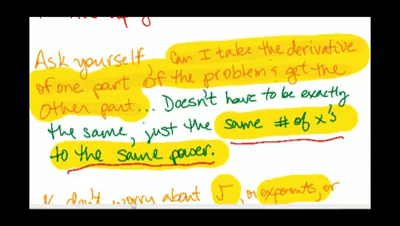 Ask yourself, can I take the derivative
of one part of the problem & get the
other part... Doesn't have to be exactly
the same, just the same # of x's
to the same power.
* don't worry about √, or exponents, or